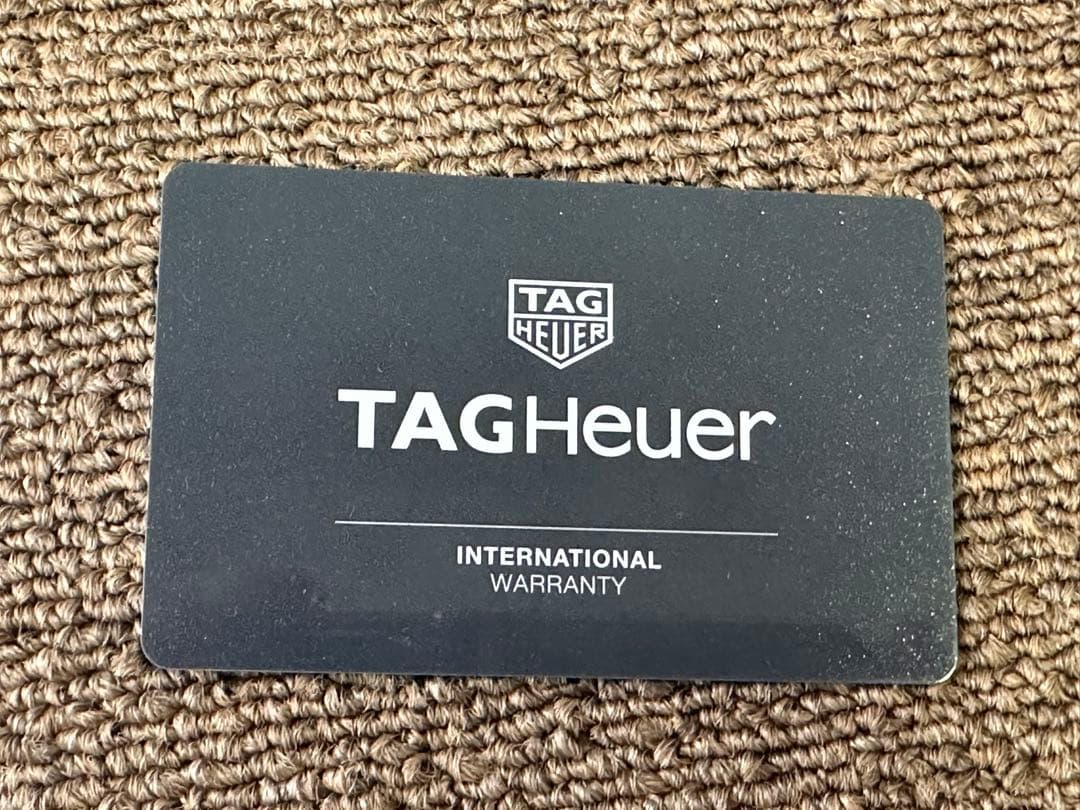 TAG
HEUER
TAGHeuer
INTERNATIONAL
WARRANTY